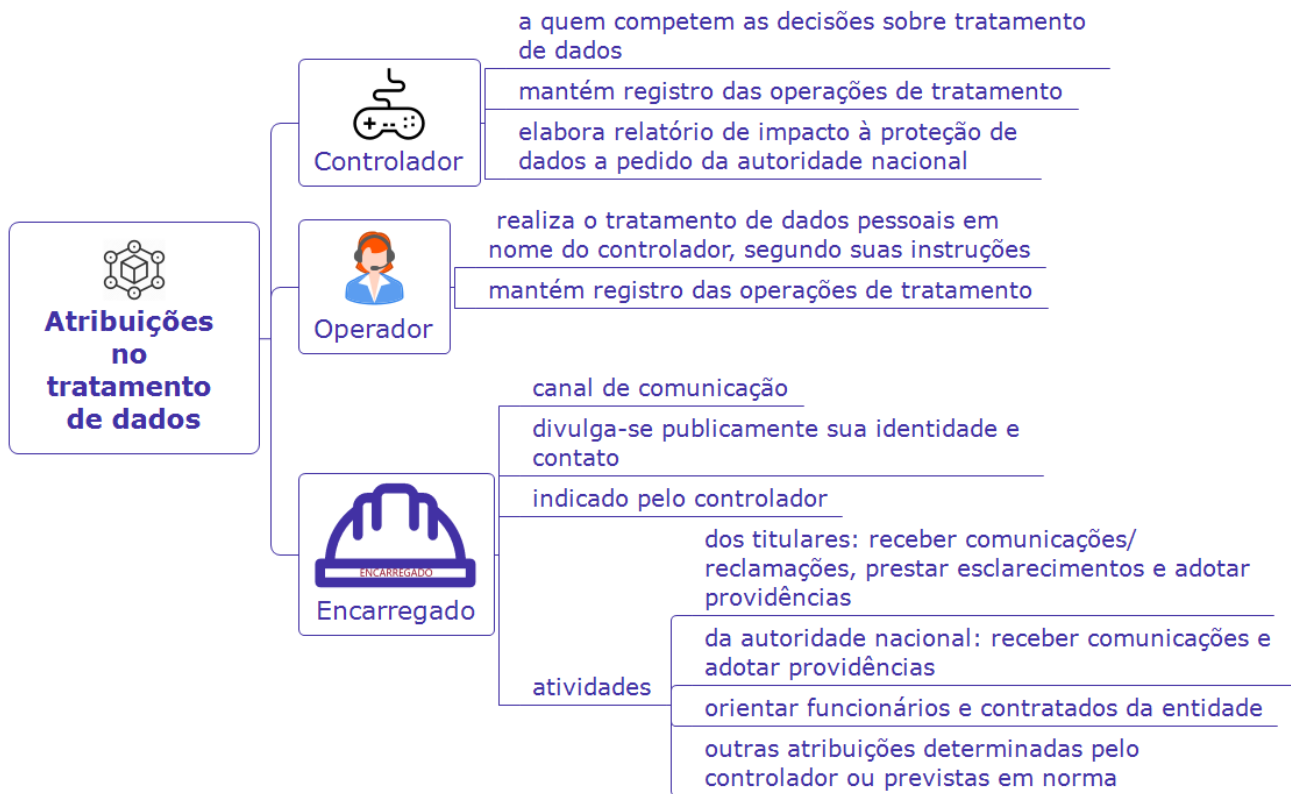 Atribuições
no
tratamento
de dados
Controlador
a quem competem as decisões sobre tratamento
de dados
mantém registro das operações de tratamento
elabora relatório de impacto à proteção de
dados a pedido da autoridade nacional
Operador
realiza o tratamento de dados pessoais em
nome do controlador, segundo suas instruções
mantém registro das operações de tratamento
ENCARREGADO
Encarregado
canal de comunicação
divulga-se publicamente sua identidade e
contato
indicado pelo controlador
atividades
dos titulares: receber comunicações/
reclamações, prestar esclarecimentos e adotar
providências
da autoridade nacional: receber comunicações e
adotar providências
orientar funcionários e contratados da entidade
outras atribuições determinadas pelo
controlador ou previstas em norma